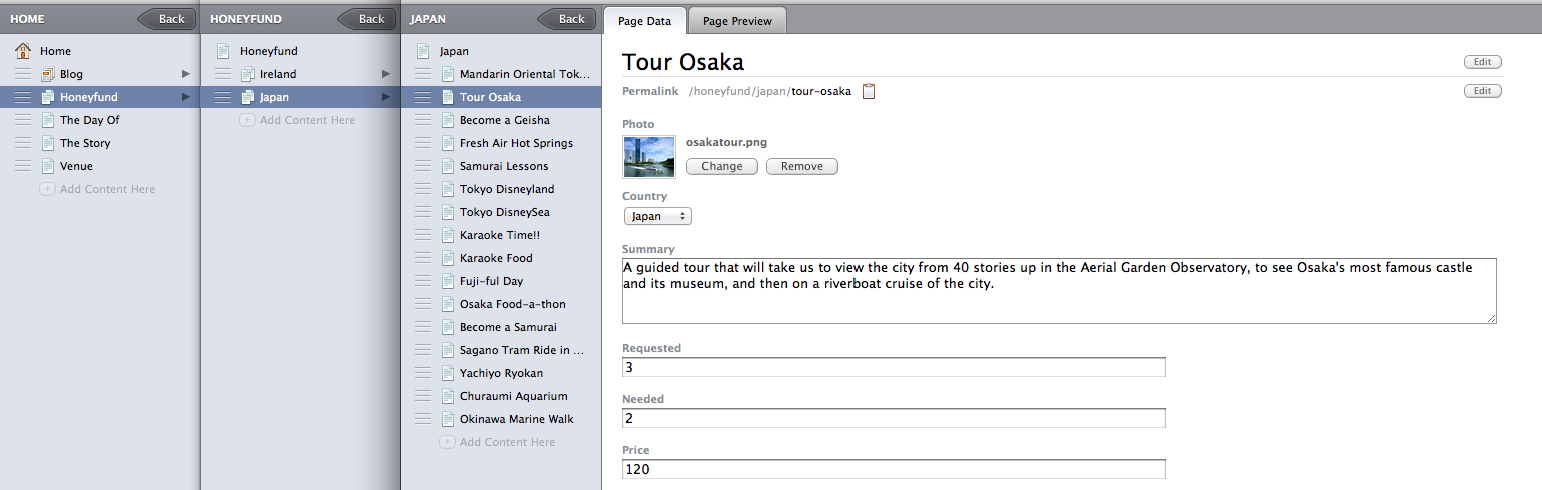 HOME
Back
Home
Blog
Honeyfund
The Day Of
The Story
Venue
Add Content Here
HONEYFUND
Back
Honeyfund
Ireland
Japan
Add Content Here
JAPAN
Back
Japan
Mandarin Oriental Tok...
Tour Osaka
Become a Geisha
Fresh Air Hot Springs
Samurai Lessons
Tokyo Disneyland
Tokyo DisneySea
Karaoke Time!!
Karaoke Food
Fuji-ful Day
Osaka Food-a-thon
Become a Samurai
Sagano Tram Ride in ...
Yachiyo Ryokan
Churaumi Aquarium
Okinawa Marine Walk
Add Content Here
Page Data Page Preview
Tour Osaka Edit
Permalink /honeyfund/japan/tour-osaka Edit
Photo
osakatour.png
Change Remove
Country
Japan
Summary
A guided tour that will take us to view the city from 40 stories up in the Aerial Garden Observatory, to see Osaka's most famous castle
and its museum, and then on a riverboat cruise of the city.
Requested
3
Needed
2
Price
120